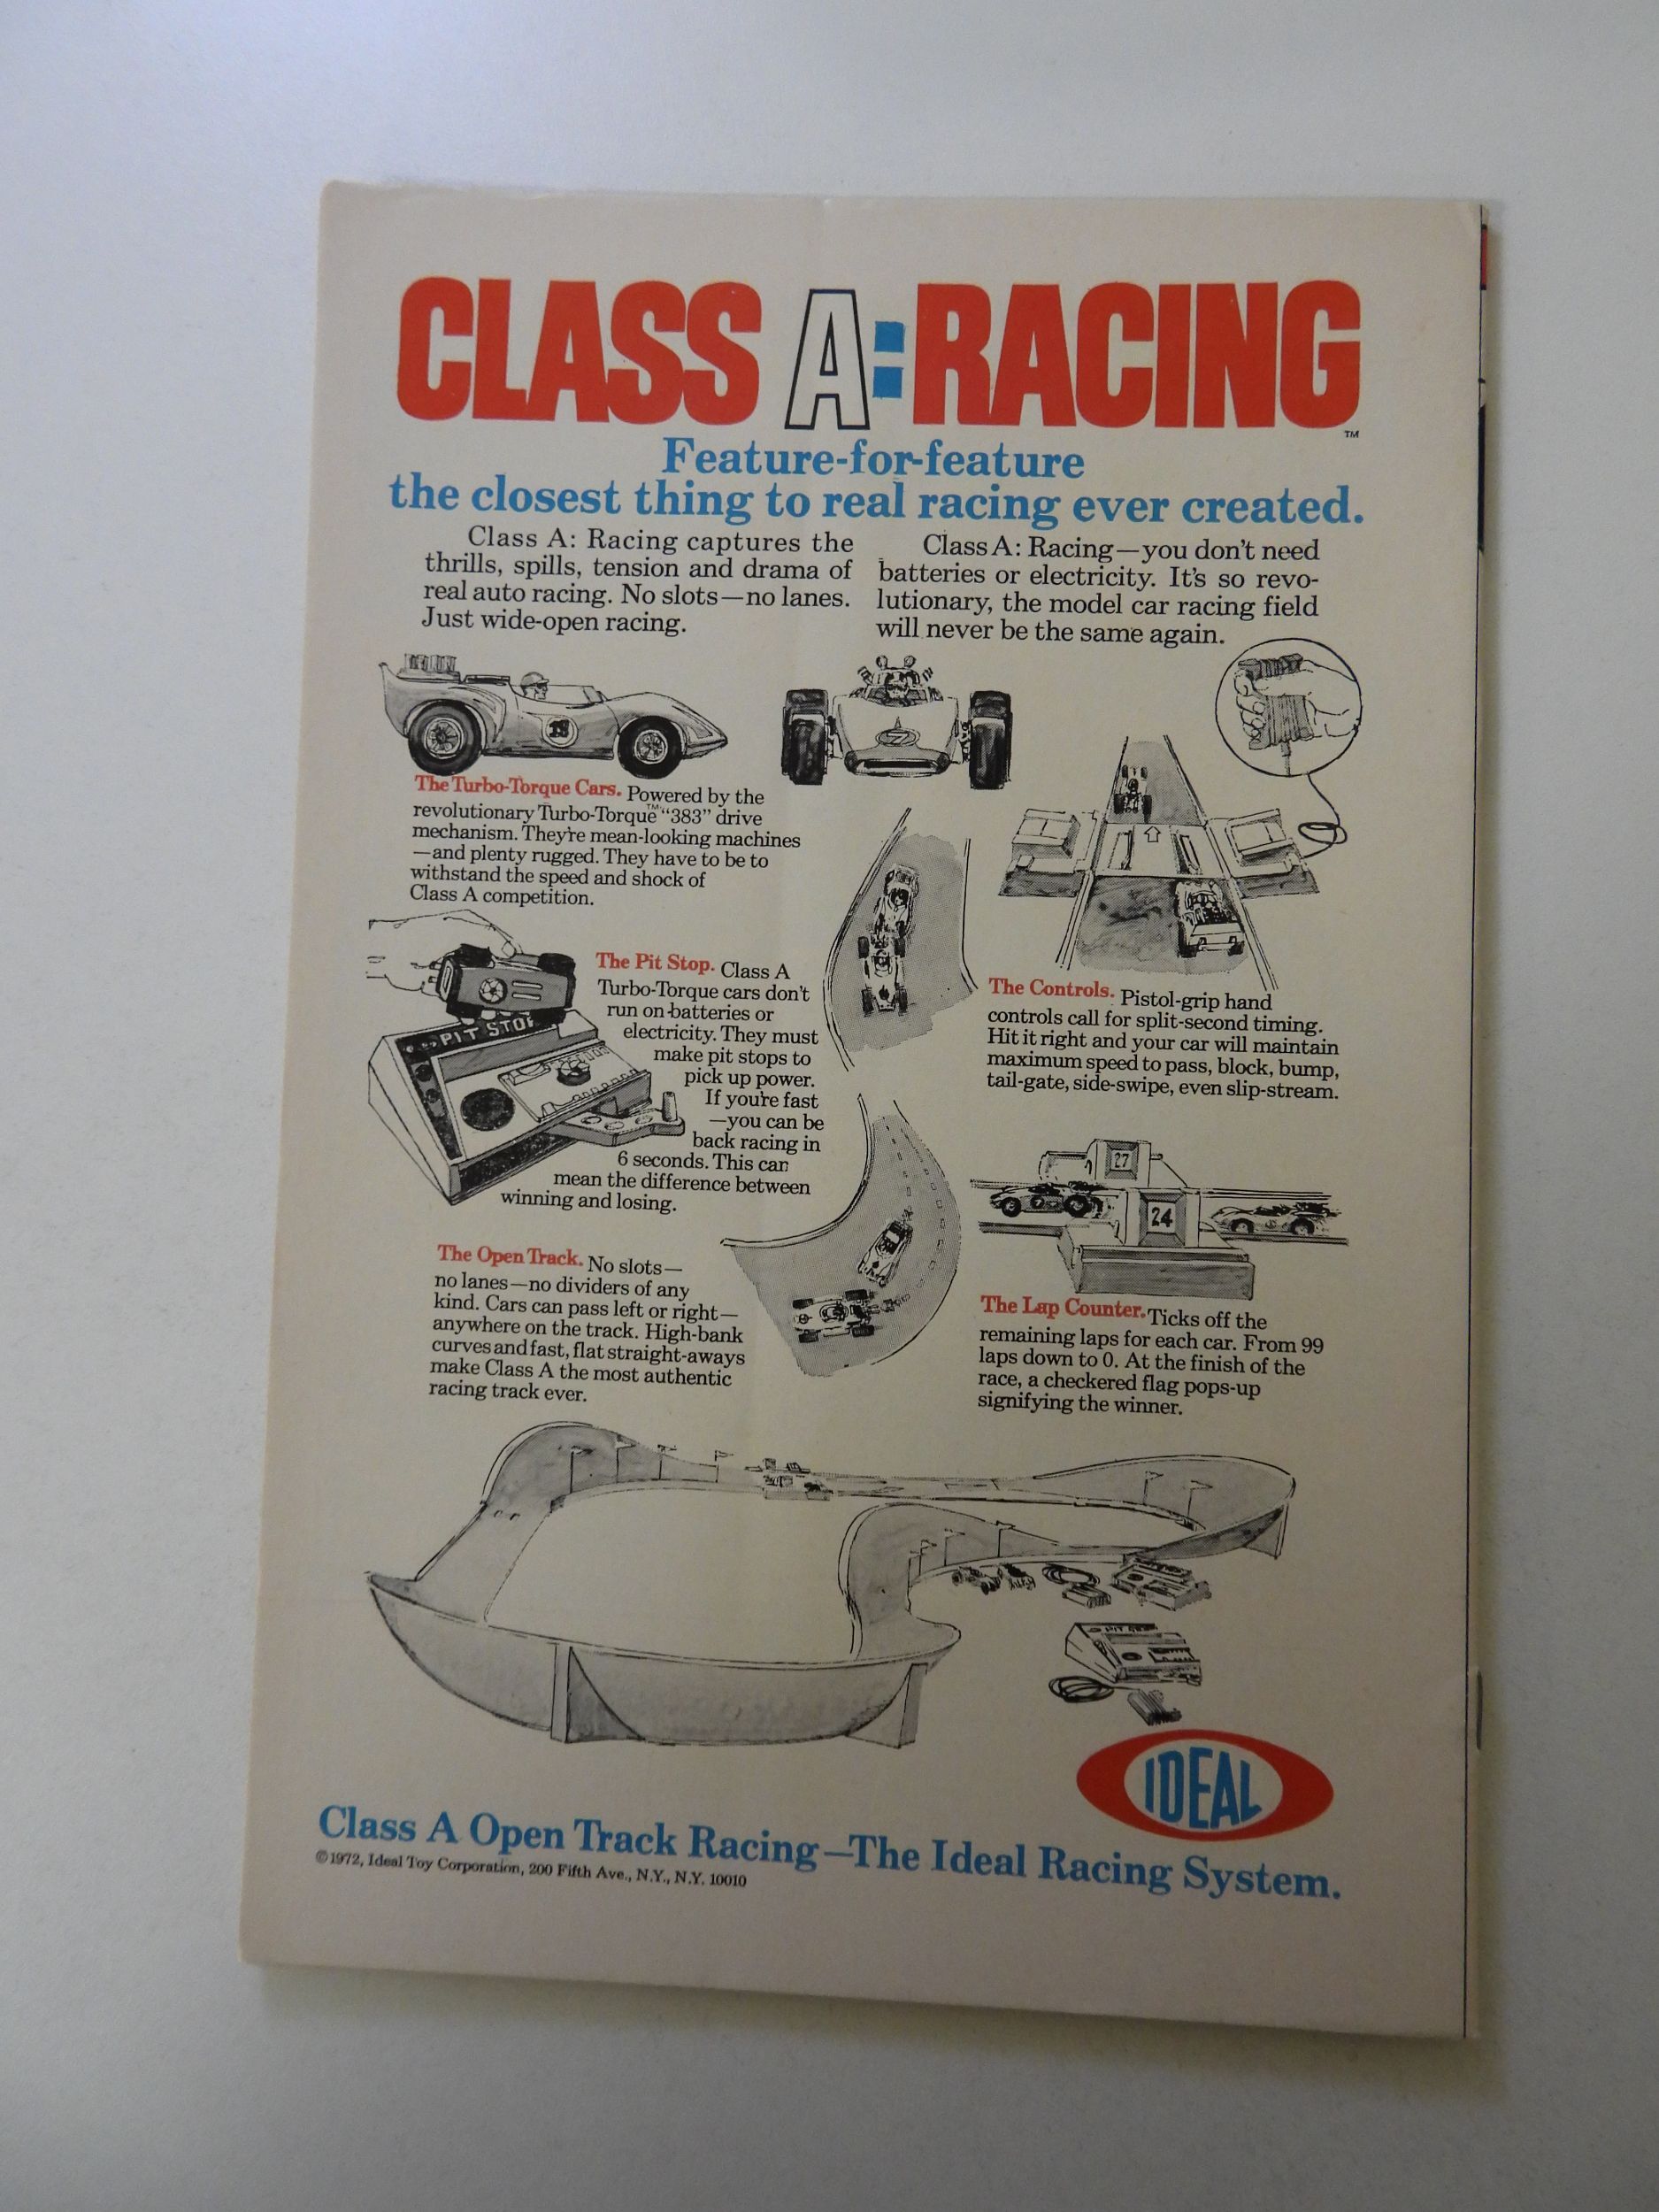 CLASS A: RACING
TM
Feature-for-feature
the closest thing to real racing ever created.
Class A: Racing captures the
thrills, spills, tension and drama of
real auto racing. No slots—no lanes.
Just wide-open racing.
Class A: Racing—you don't need
batteries or electricity. It's so revo-
lutionary, the model car racing field
will never be the same again.
The Turbo-Torque Cars. Powered by the
revolutionary Turbo-Torque™ "383" drive
mechanism. They're mean-looking machines
—and plenty rugged. They have to be to
withstand the speed and shock of
Class A competition.
PIT STOP
The Pit Stop. Class A
Turbo-Torque cars don't
run on batteries or
electricity. They must
make pit stops to
pick up power.
If you're fast
—you can be
back racing in
6 seconds. This can
mean the difference between
winning and losing.
The Controls. Pistol-grip hand
controls call for split-second timing.
Hit it right and your car will maintain
maximum speed to pass, block, bump,
tail-gate, side-swipe, even slip-stream.
27
24
The Open Track. No slots—
no lanes—no dividers of any
kind. Cars can pass left or right—
anywhere on the track. High-bank
curves and fast, flat straight-aways
make Class A the most authentic
racing track ever.
The Lap Counter. Ticks off the
remaining laps for each car. From 99
laps down to 0. At the finish of the
race, a checkered flag pops-up
signifying the winner.
IDEAL
Class A Open Track Racing—The Ideal Racing System.
©1972, Ideal Toy Corporation, 200 Fifth Ave., N.Y., N.Y. 10010